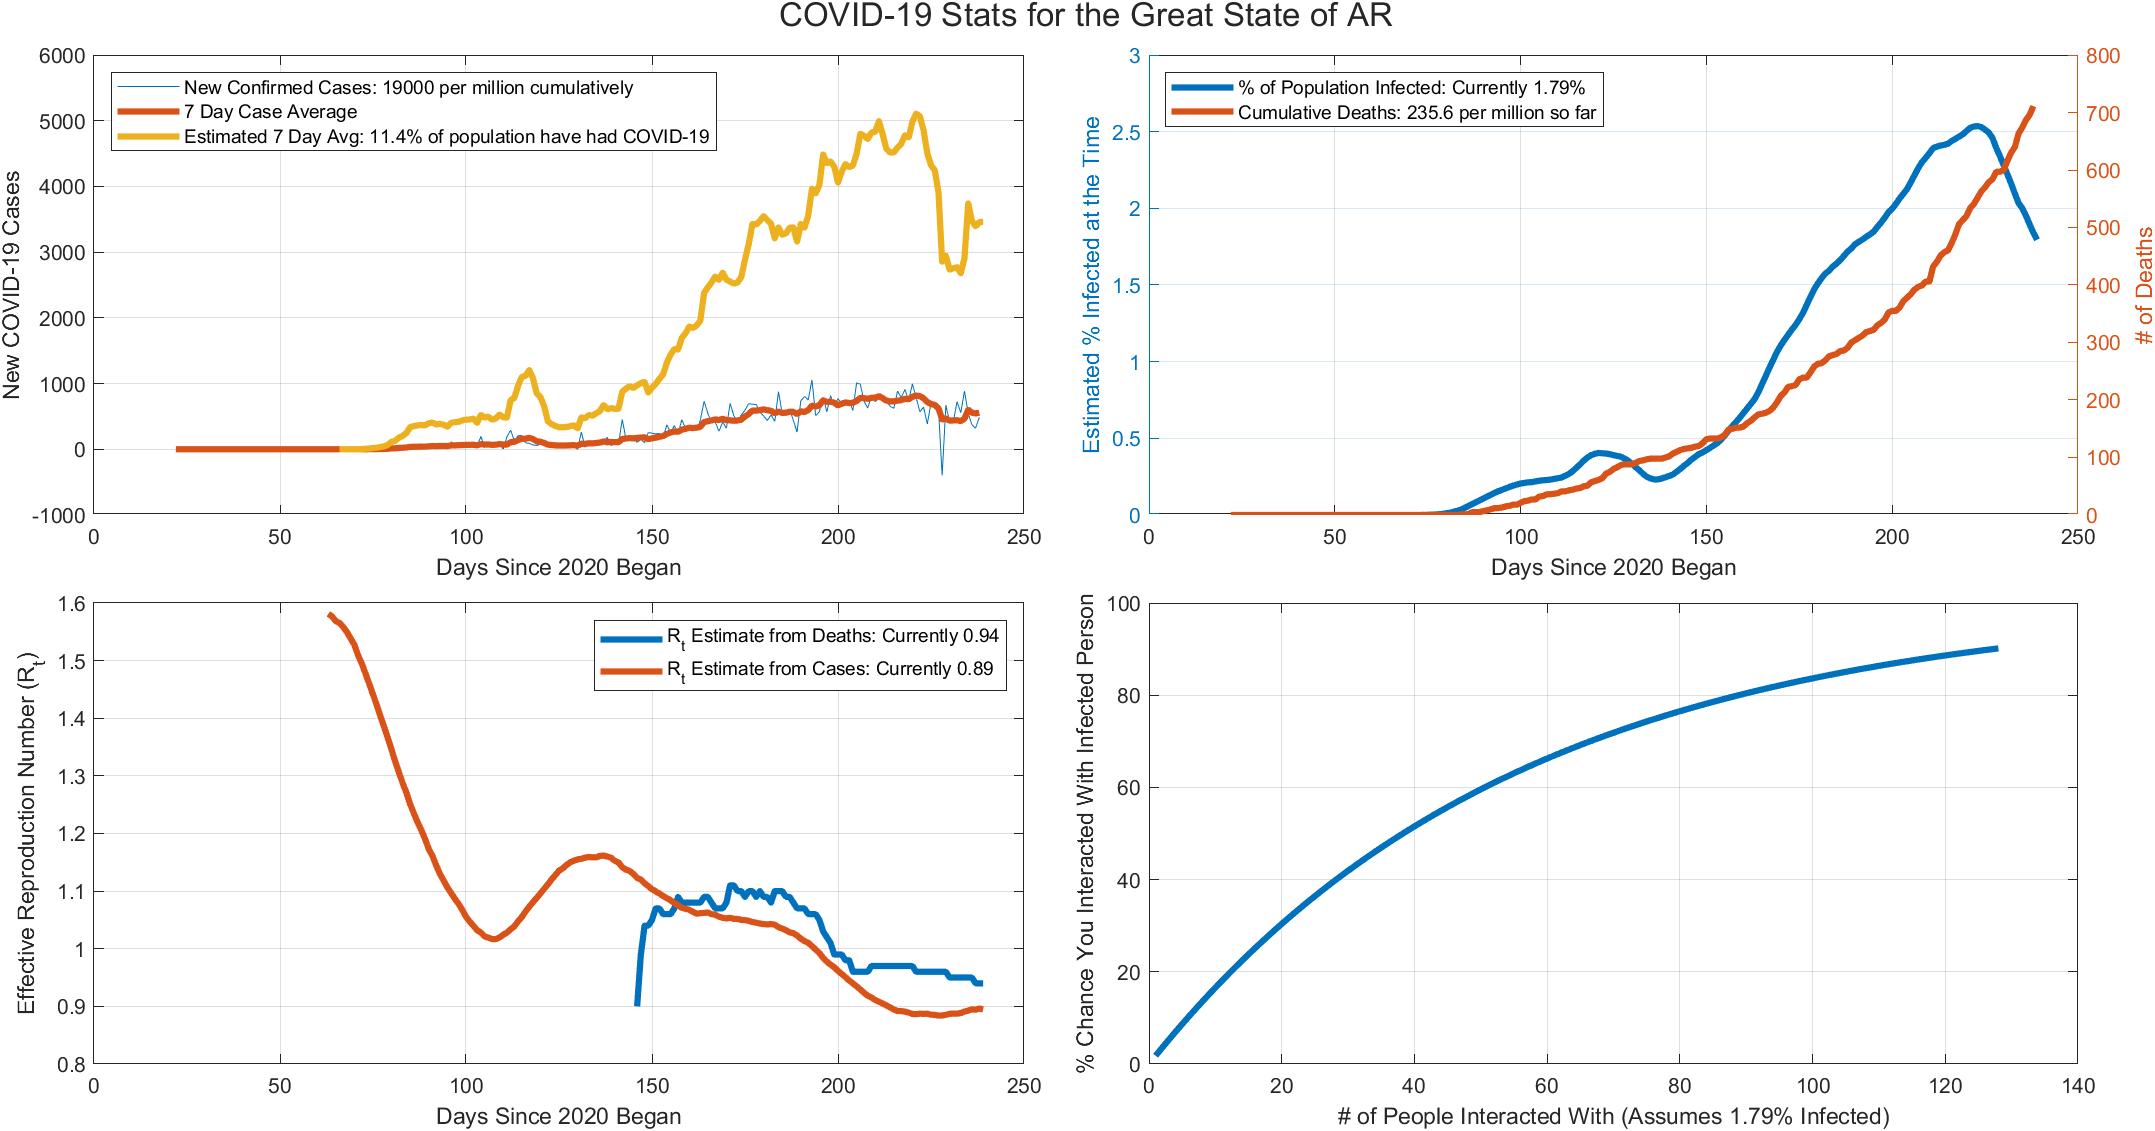 COVID-19 Stats for the Great State of AR
New Confirmed Cases: 19000 per million cumulatively
7 Day Case Average
Estimated 7 Day Avg: 11.4% of population have had COVID-19
New COVID-19 Cases
6000
5000
4000
3000
2000
1000
0
-1000
0 50 100 150 200 250
Days Since 2020 Began
% of Population Infected: Currently 1.79%
Cumulative Deaths: 235.6 per million so far
Estimated % Infected at the Time
3
2.5
2
1.5
1
0.5
0
800
700
600
500
400
300
200
100
0
# of Deaths
0 50 100 150 200 250
Days Since 2020 Began
Rt Estimate from Deaths: Currently 0.94
Rt Estimate from Cases: Currently 0.89
Effective Reproduction Number (Rt)
1.6
1.5
1.4
1.3
1.2
1.1
1
0.9
0.8
0 50 100 150 200 250
Days Since 2020 Began
% Chance You Interacted With Infected Person
100
80
60
40
20
0
0 20 40 60 80 100 120 140
# of People Interacted With (Assumes 1.79% Infected)